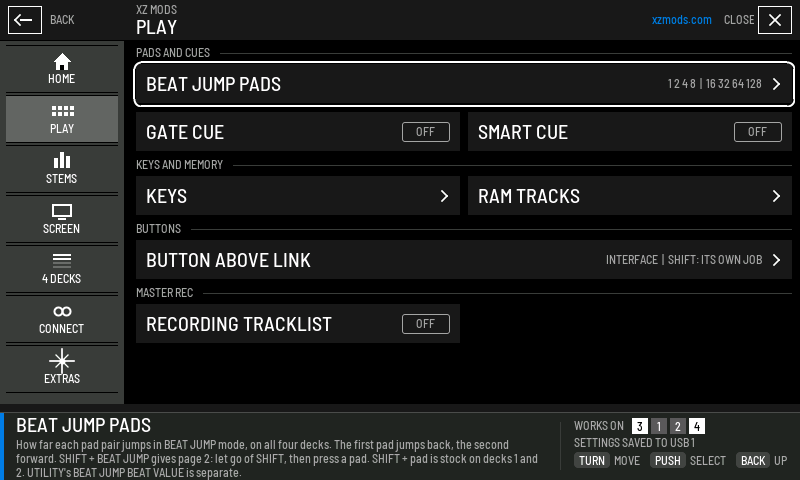 BACK
XZ MODS
PLAY
xzmods.com
CLOSE
HOME
PLAY
STEMS
SCREEN
4 DECKS
CONNECT
EXTRAS
PADS AND CUES
BEAT JUMP PADS
1 2 4 8 | 16 32 64 128
GATE CUE
OFF
SMART CUE
OFF
KEYS AND MEMORY
KEYS
RAM TRACKS
BUTTONS
BUTTON ABOVE LINK
INTERFACE | SHIFT: ITS OWN JOB
MASTER REC
RECORDING TRACKLIST
OFF
BEAT JUMP PADS
How far each pad pair jumps in BEAT JUMP mode, on all four decks. The first pad jumps back, the second
forward. SHIFT + BEAT JUMP gives page 2: let go of SHIFT, then press a pad. SHIFT + pad is stock on decks 1 and
2. UTILITY's BEAT JUMP BEAT VALUE is separate.
WORKS ON 3 1 2 4
SETTINGS SAVED TO USB 1
TURN MOVE PUSH SELECT BACK UP